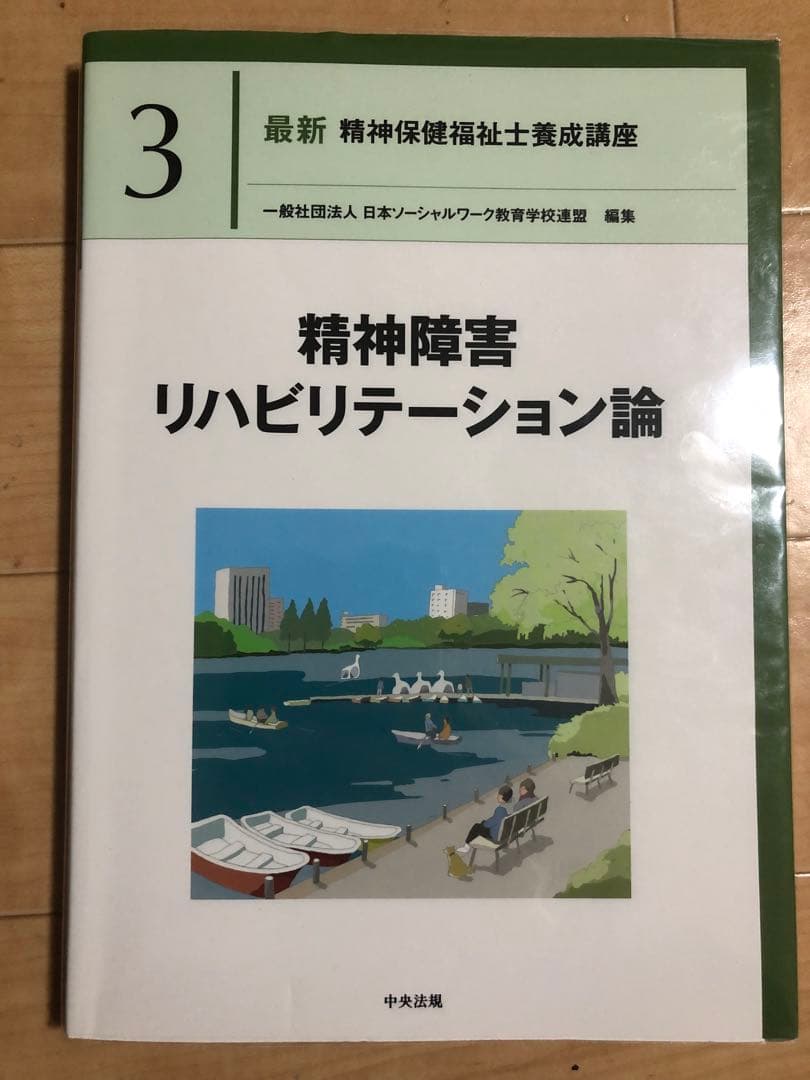 3
最新 精神保健福祉士養成講座
一般社団法人 日本ソーシャルワーク教育学校連盟 編集
精神障害
リハビリテーション論
中央法規